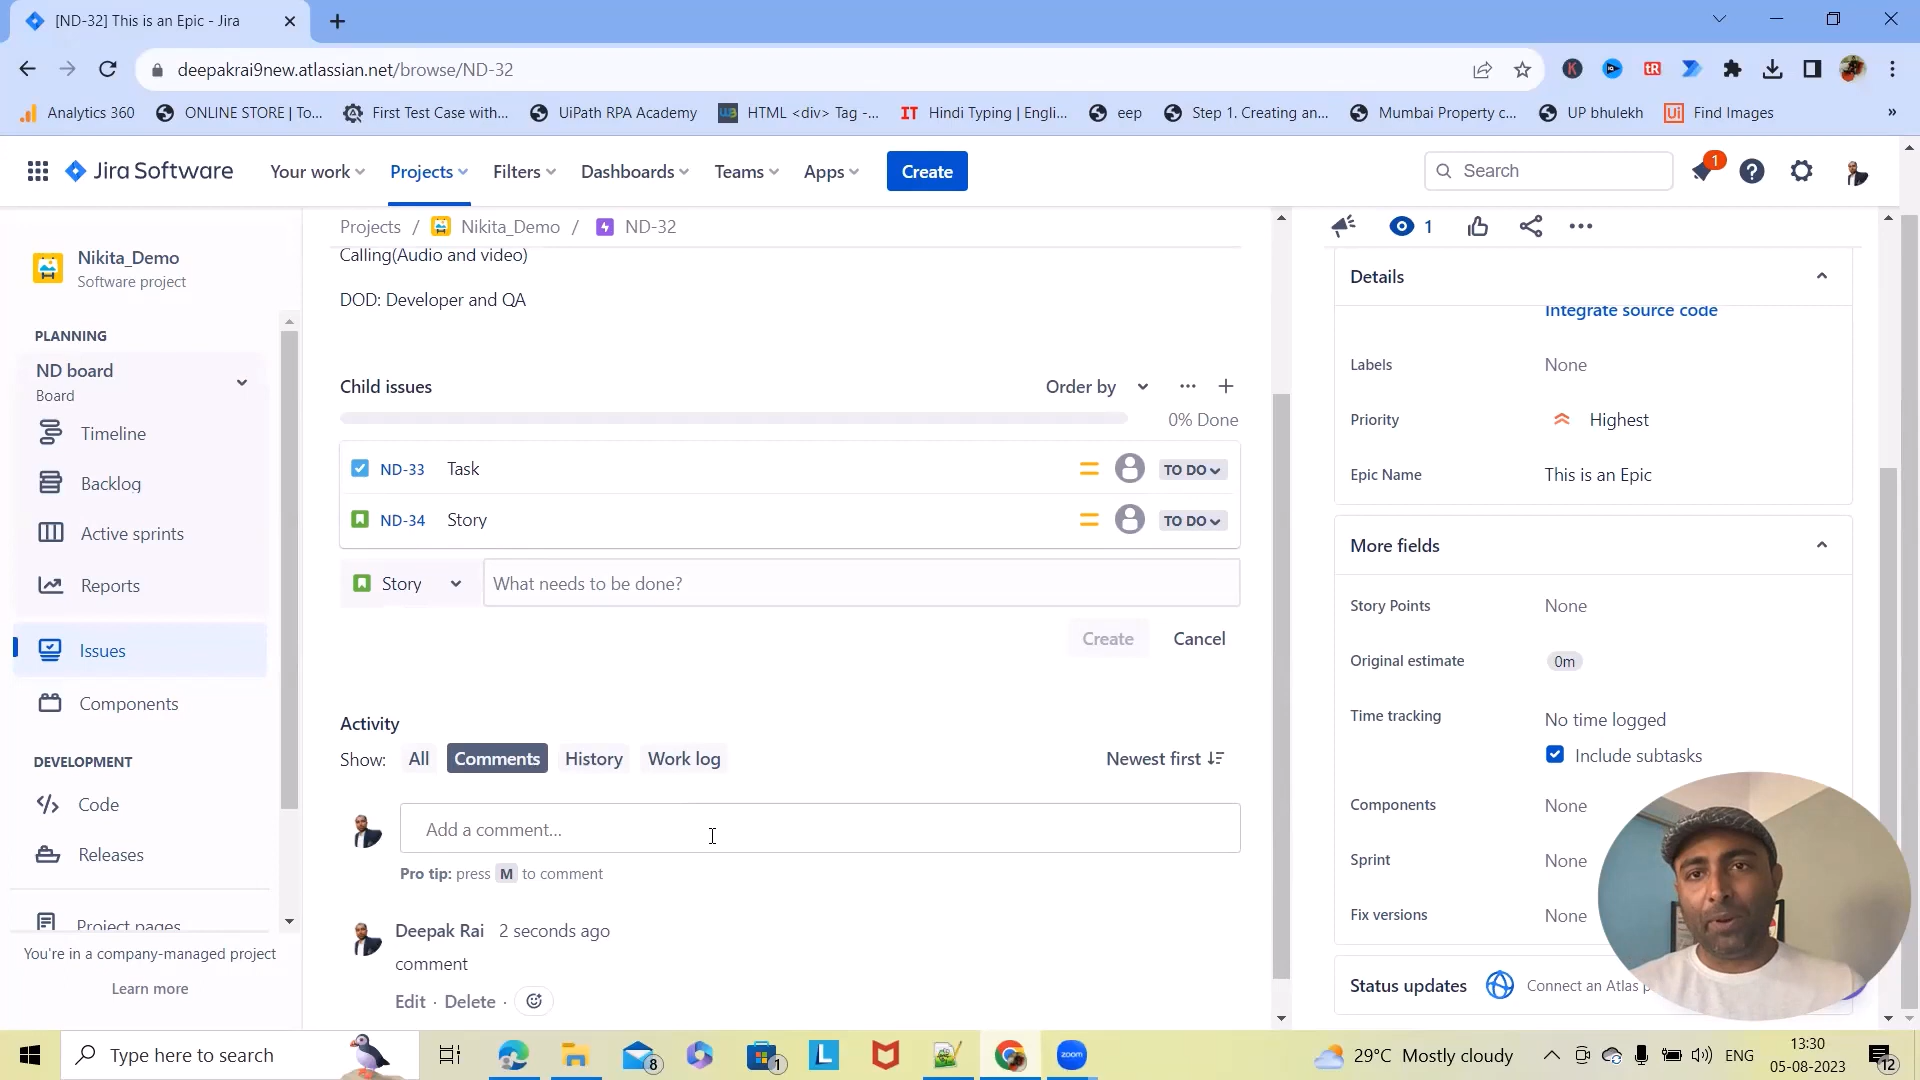 [ND-32] This is an Epic - Jira
deepakrai9new.atlassian.net/browse/ND-32
Analytics 360
ONLINE STORE | To...
First Test Case with...
UiPath RPA Academy
HTML <div> Tag -...
Hindi Typing | Engli...
eep
Step 1. Creating an...
Mumbai Property c...
UP bhulekh
Find Images
»
Jira Software
Your work
Projects
Filters
Dashboards
Teams
Apps
Create
Search
1
Nikita_Demo
Software project
PLANNING
ND board
Board
Timeline
Backlog
Active sprints
Reports
Issues
Components
DEVELOPMENT
Code
Releases
Project pages
You're in a company-managed project
Learn more
Projects / Nikita_Demo / ND-32
Calling(Audio and video)
DOD: Developer and QA
Child issues
Order by
0% Done
ND-33 Task TO DO
ND-34 Story TO DO
Story What needs to be done?
Create Cancel
Activity
Show: All Comments History Work log Newest first
Add a comment...
Pro tip: press M to comment
Deepak Rai 2 seconds ago
comment
Edit · Delete ·
1
Details
Integrate source code
Labels None
Priority Highest
Epic Name This is an Epic
More fields
Story Points None
Original estimate 0m
Time tracking No time logged
Include subtasks
Components None
Sprint None
Fix versions None
Status updates Connect an Atlas
Type here to search
8
1
L
zoom
29°C Mostly cloudy
ENG
13:30
05-08-2023
12